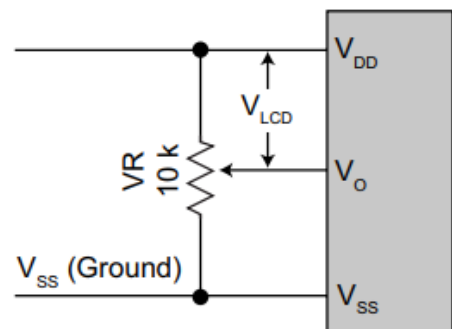 V_DD
V_LCD
VR
10 k
V_O
V_SS (Ground)
V_SS